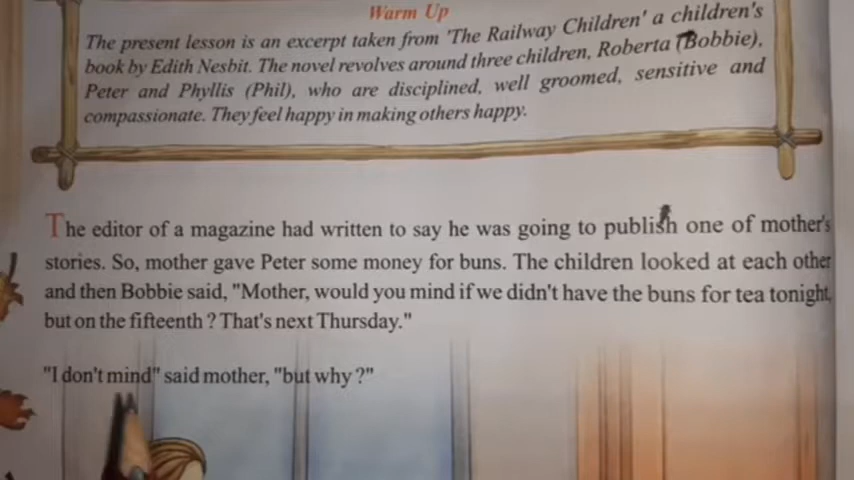 Warm Up
The present lesson is an excerpt taken from 'The Railway Children' a children's
book by Edith Nesbit. The novel revolves around three children, Roberta (Bobbie),
Peter and Phyllis (Phil), who are disciplined, well groomed, sensitive and
compassionate. They feel happy in making others happy.
The editor of a magazine had written to say he was going to publish one of mother's
stories. So, mother gave Peter some money for buns. The children looked at each other
and then Bobbie said, "Mother, would you mind if we didn't have the buns for tea tonight,
but on the fifteenth ? That's next Thursday."
"I don't mind" said mother, "but why ?"